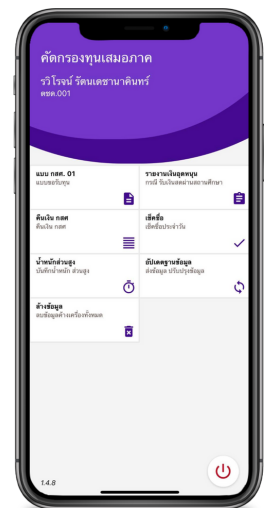 คัดกรองทุนเสมอภาค
รวิโรจน์ รัตนเดชานาคินทร์
ตชด.001
แบบ กสศ. 01
แบบขอรับทุน
รายงานเงินอุดหนุน
กรณี รับเงินสดผ่านสถานศึกษา
คืนเงิน กสศ
คืนเงิน กสศ
เช็คชื่อ
เช็คชื่อประจำวัน
น้ำหนักส่วนสูง
บันทึกน้ำหนัก ส่วนสูง
อัปเดตฐานข้อมูล
ส่งข้อมูล ปรับปรุงข้อมูล
ล้างข้อมูล
ลบข้อมูลค้างเครื่องทั้งหมด
1.4.8